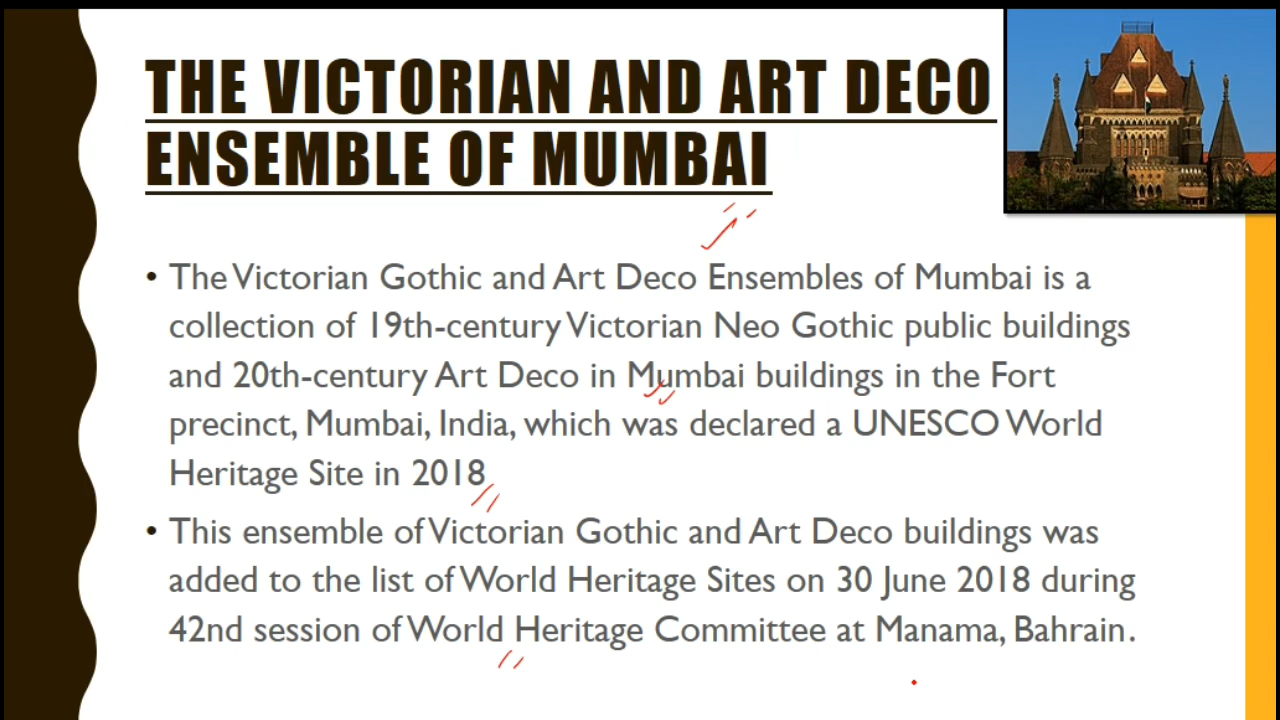 THE VICTORIAN AND ART DECO
ENSEMBLE OF MUMBAI
• The Victorian Gothic and Art Deco Ensembles of Mumbai is a
collection of 19th-century Victorian Neo Gothic public buildings
and 20th-century Art Deco in Mumbai buildings in the Fort
precinct, Mumbai, India, which was declared a UNESCO World
Heritage Site in 2018
• This ensemble of Victorian Gothic and Art Deco buildings was
added to the list of World Heritage Sites on 30 June 2018 during
42nd session of World Heritage Committee at Manama, Bahrain.